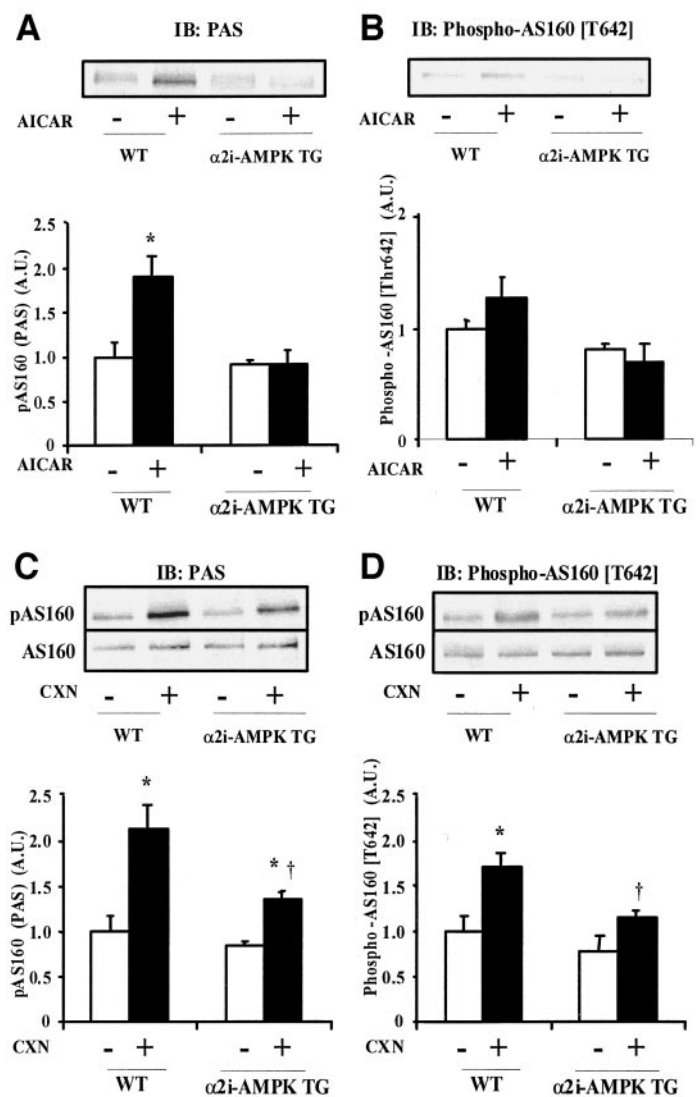 A
IB: PAS
AICAR - + - +
WT α2i-AMPK TG
pAS160 (PAS) (A.U.)
2.5
2.0
1.5
1.0
0.5
0
*
AICAR - + - +
WT α2i-AMPK TG
B
IB: Phospho-AS160 [T642]
AICAR - + - +
WT α2i-AMPK TG
Phospho-AS160 [Thr642] (A.U.)
2
1
0
AICAR - + - +
WT α2i-AMPK TG
C
IB: PAS
pAS160
AS160
CXN - + - +
WT α2i-AMPK TG
pAS160 (PAS) (A.U.)
2.5
2.0
1.5
1.0
0.5
0
*
* †
CXN - + - +
WT α2i-AMPK TG
D
IB: Phospho-AS160 [T642]
pAS160
AS160
CXN - + - +
WT α2i-AMPK TG
Phospho-AS160 [T642] (A.U.)
2.5
2.0
1.5
1.0
0.5
0
*
†
CXN - + - +
WT α2i-AMPK TG